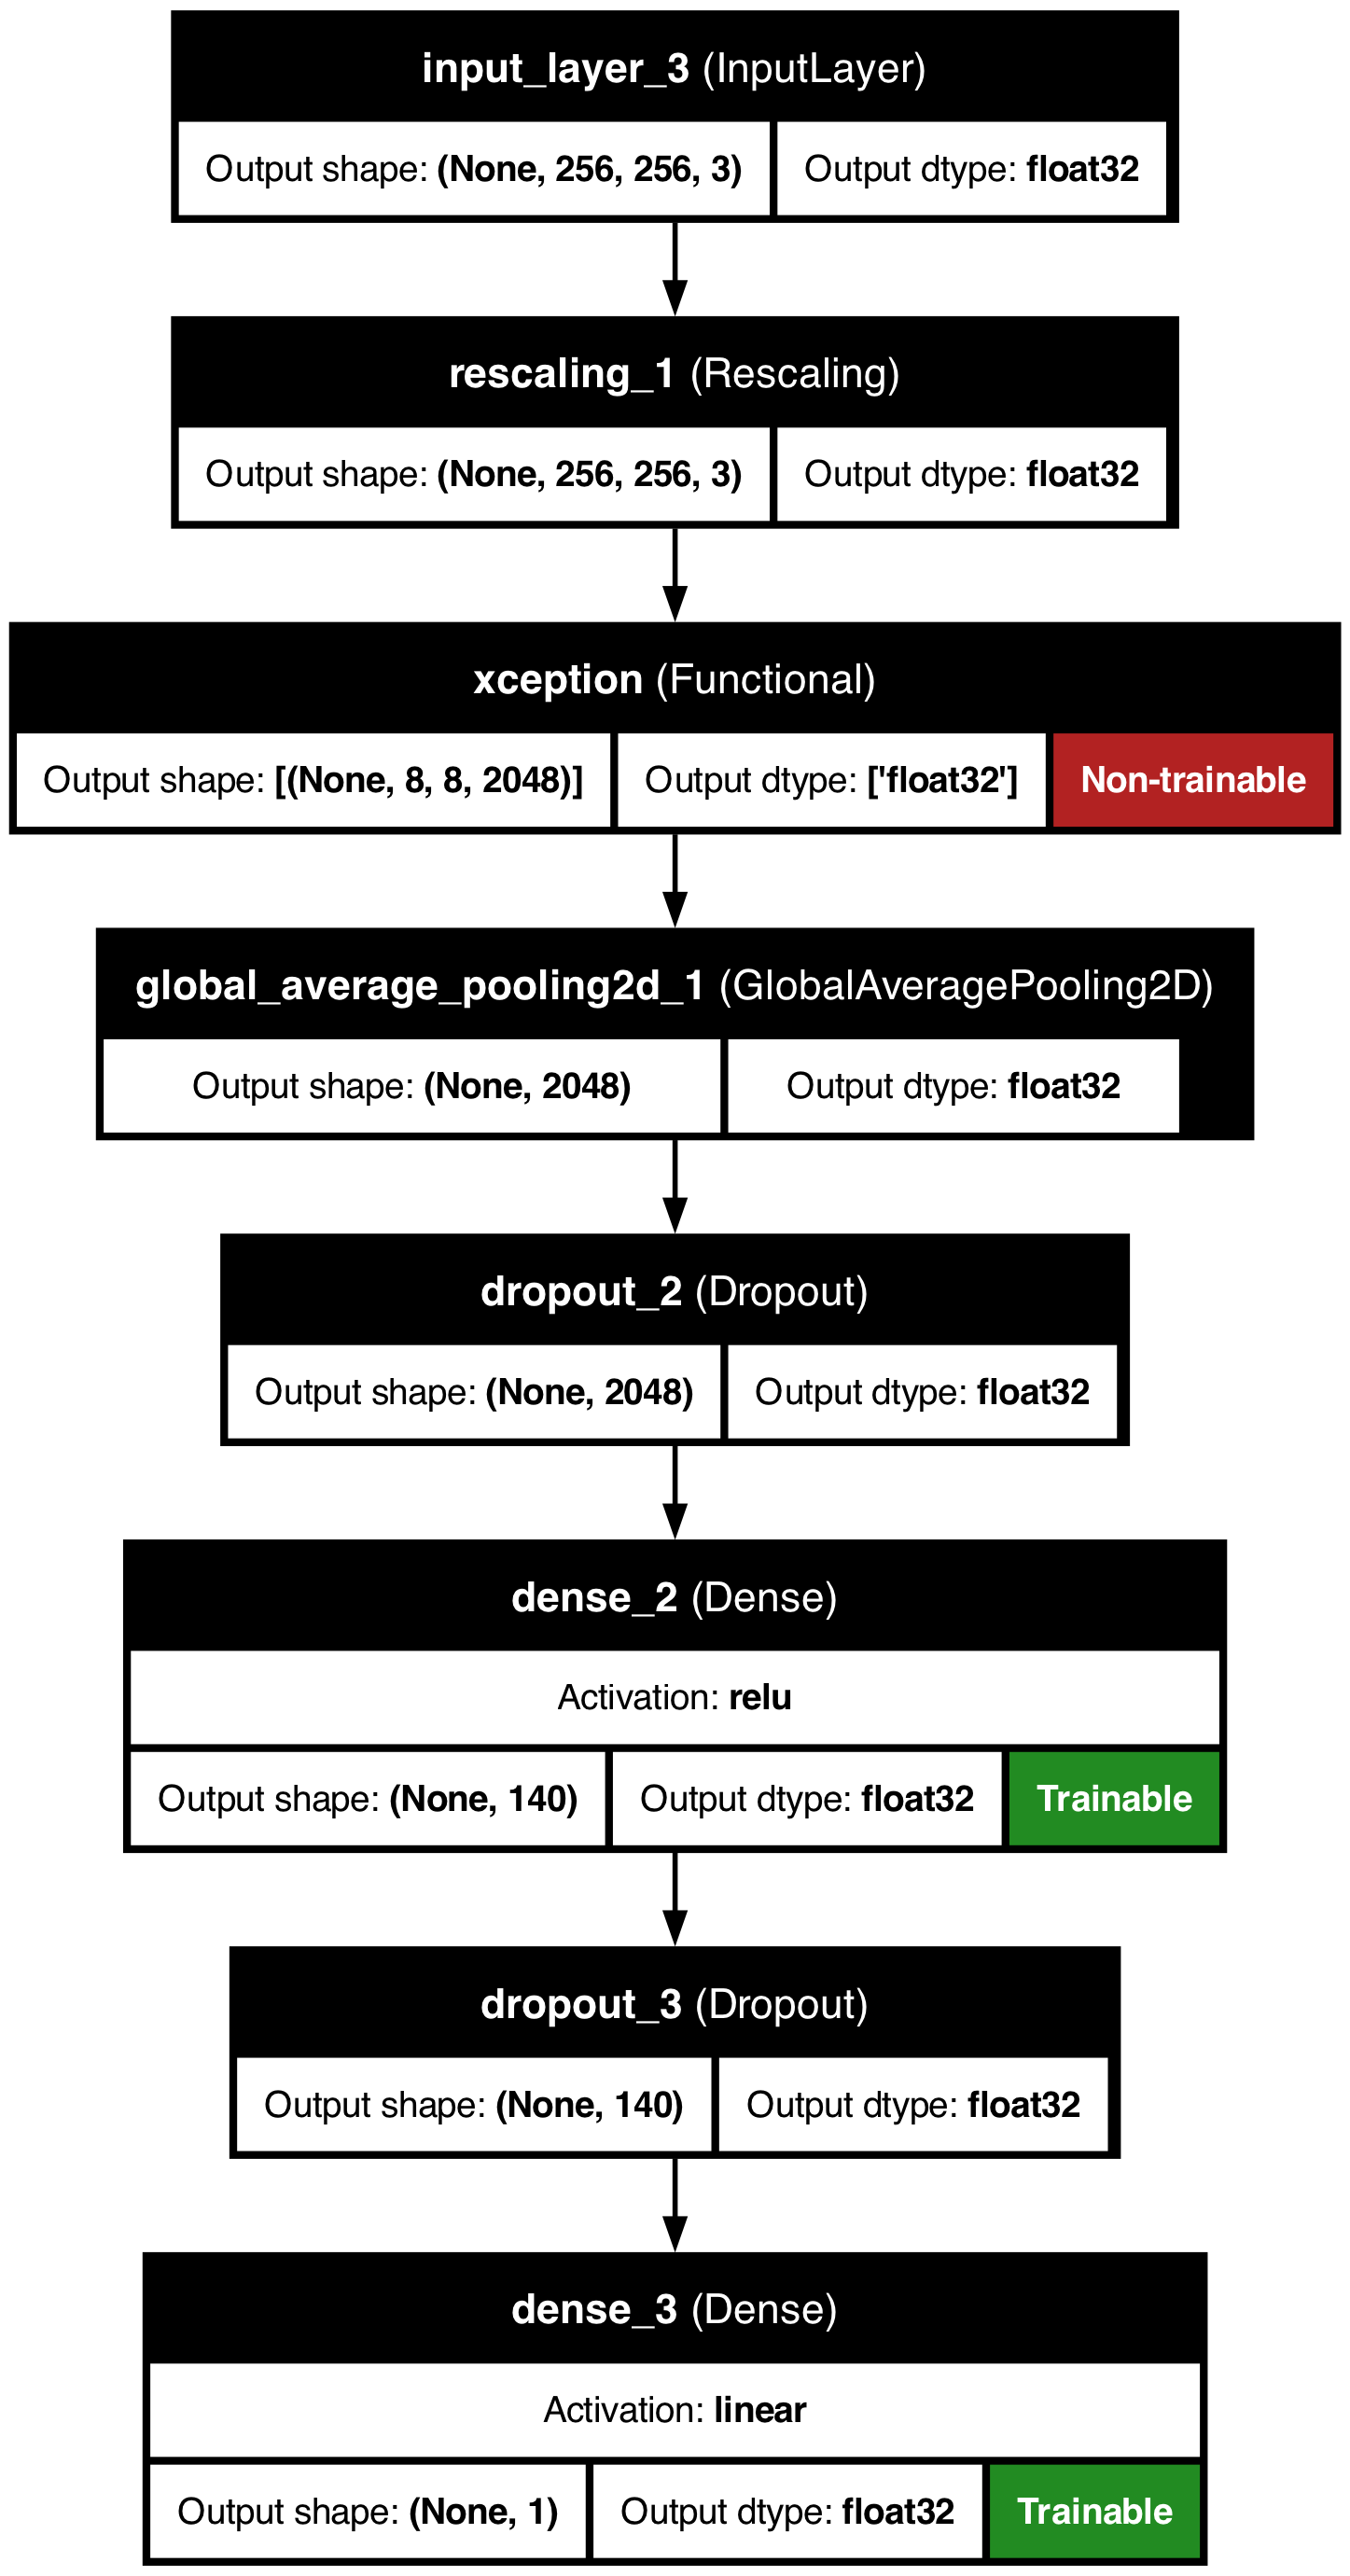 input_layer_3 (InputLayer)
Output shape: (None, 256, 256, 3) Output dtype: float32
rescaling_1 (Rescaling)
Output shape: (None, 256, 256, 3) Output dtype: float32
xception (Functional)
Output shape: [(None, 8, 8, 2048)] Output dtype: ['float32'] Non-trainable
global_average_pooling2d_1 (GlobalAveragePooling2D)
Output shape: (None, 2048) Output dtype: float32
dropout_2 (Dropout)
Output shape: (None, 2048) Output dtype: float32
dense_2 (Dense)
Activation: relu
Output shape: (None, 140) Output dtype: float32 Trainable
dropout_3 (Dropout)
Output shape: (None, 140) Output dtype: float32
dense_3 (Dense)
Activation: linear
Output shape: (None, 1) Output dtype: float32 Trainable